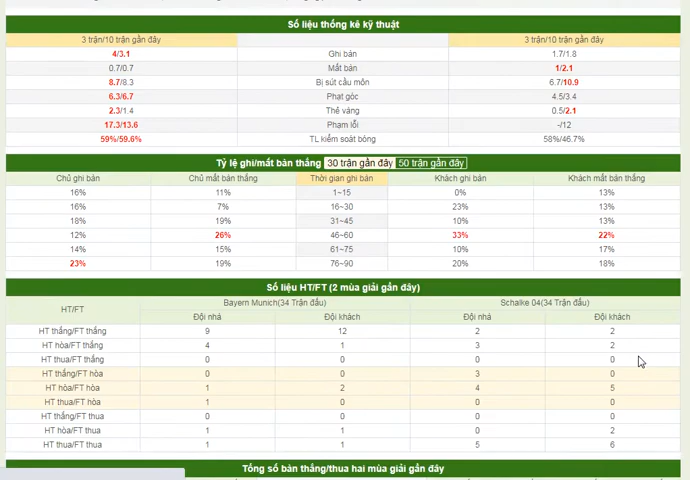 Số liệu thống kê kỹ thuật
3 trận/10 trận gần đây 3 trận/10 trận gần đây
4/3.1 Ghi bàn 1.7/1.8
0.7/0.7 Mất bàn 1/2.1
8.7/8.3 Bị sút cầu môn 6.7/10.9
6.3/6.7 Phạt góc 4.5/3.4
2.3/1.4 Thẻ vàng 0.5/2.1
17.3/13.6 Phạm lỗi -/12
59%/59.6% TL kiểm soát bóng 58%/46.7%
Tỷ lệ ghi/mất bàn thắng 30 trận gần đây 50 trận gần đây
Chủ ghi bàn Chủ mất bàn thắng Thời gian ghi bàn Khách ghi bàn Khách mất bàn thắng
16% 11% 1~15 0% 13%
16% 7% 16~30 23% 13%
18% 19% 31~45 10% 13%
12% 26% 46~60 33% 22%
14% 15% 61~75 10% 17%
23% 19% 76~90 20% 18%
Số liệu HT/FT (2 mùa giải gần đây)
HT/FT Bayern Munich(34 Trận đấu) Schalke 04(34 Trận đấu)
Đội nhà Đội khách Đội nhà Đội khách
HT thắng/FT thắng 9 12 2 2
HT hòa/FT thắng 4 1 3 2
HT thua/FT thắng 0 0 0 0
HT thắng/FT hòa 0 0 3 0
HT hòa/FT hòa 1 2 4 5
HT thua/FT hòa 1 0 0 0
HT thắng/FT thua 0 0 0 0
HT hòa/FT thua 1 1 0 2
HT thua/FT thua 1 1 5 6
Tổng số bàn thắng/thua hai mùa giải gần đây